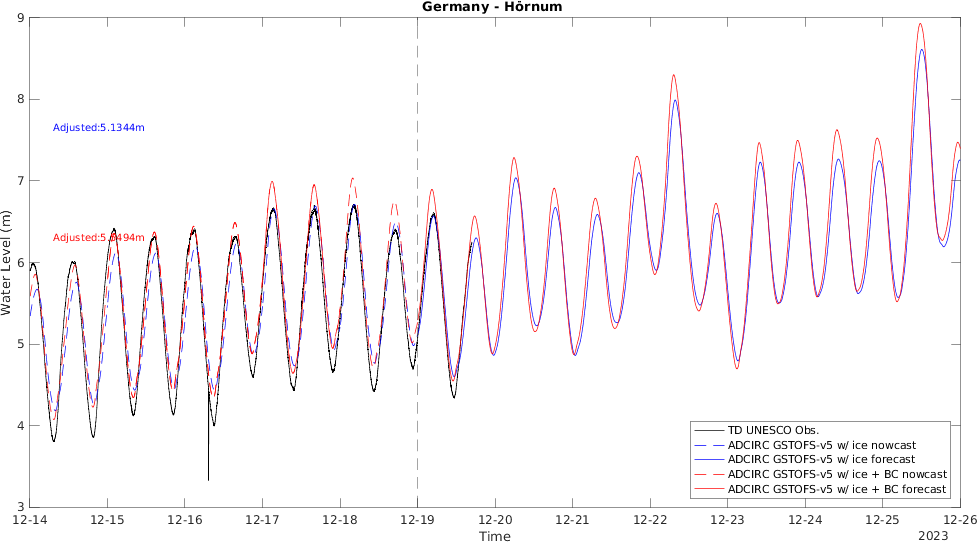 Germany - Hörnum
Water Level (m)
9
8
7
6
5
4
3
Adjusted:5.1344m
TD UNESCO Obs.
ADCIRC GSTOFS-v5 w/ ice nowcast
ADCIRC GSTOFS-v5 w/ ice forecast
ADCIRC GSTOFS-v5 w/ ice + BC nowcast
ADCIRC GSTOFS-v5 w/ ice + BC forecast
12-14 12-15 12-16 12-17 12-18 12-19 12-20 12-21 12-22 12-23 12-24 12-25 12-26
Time
2023